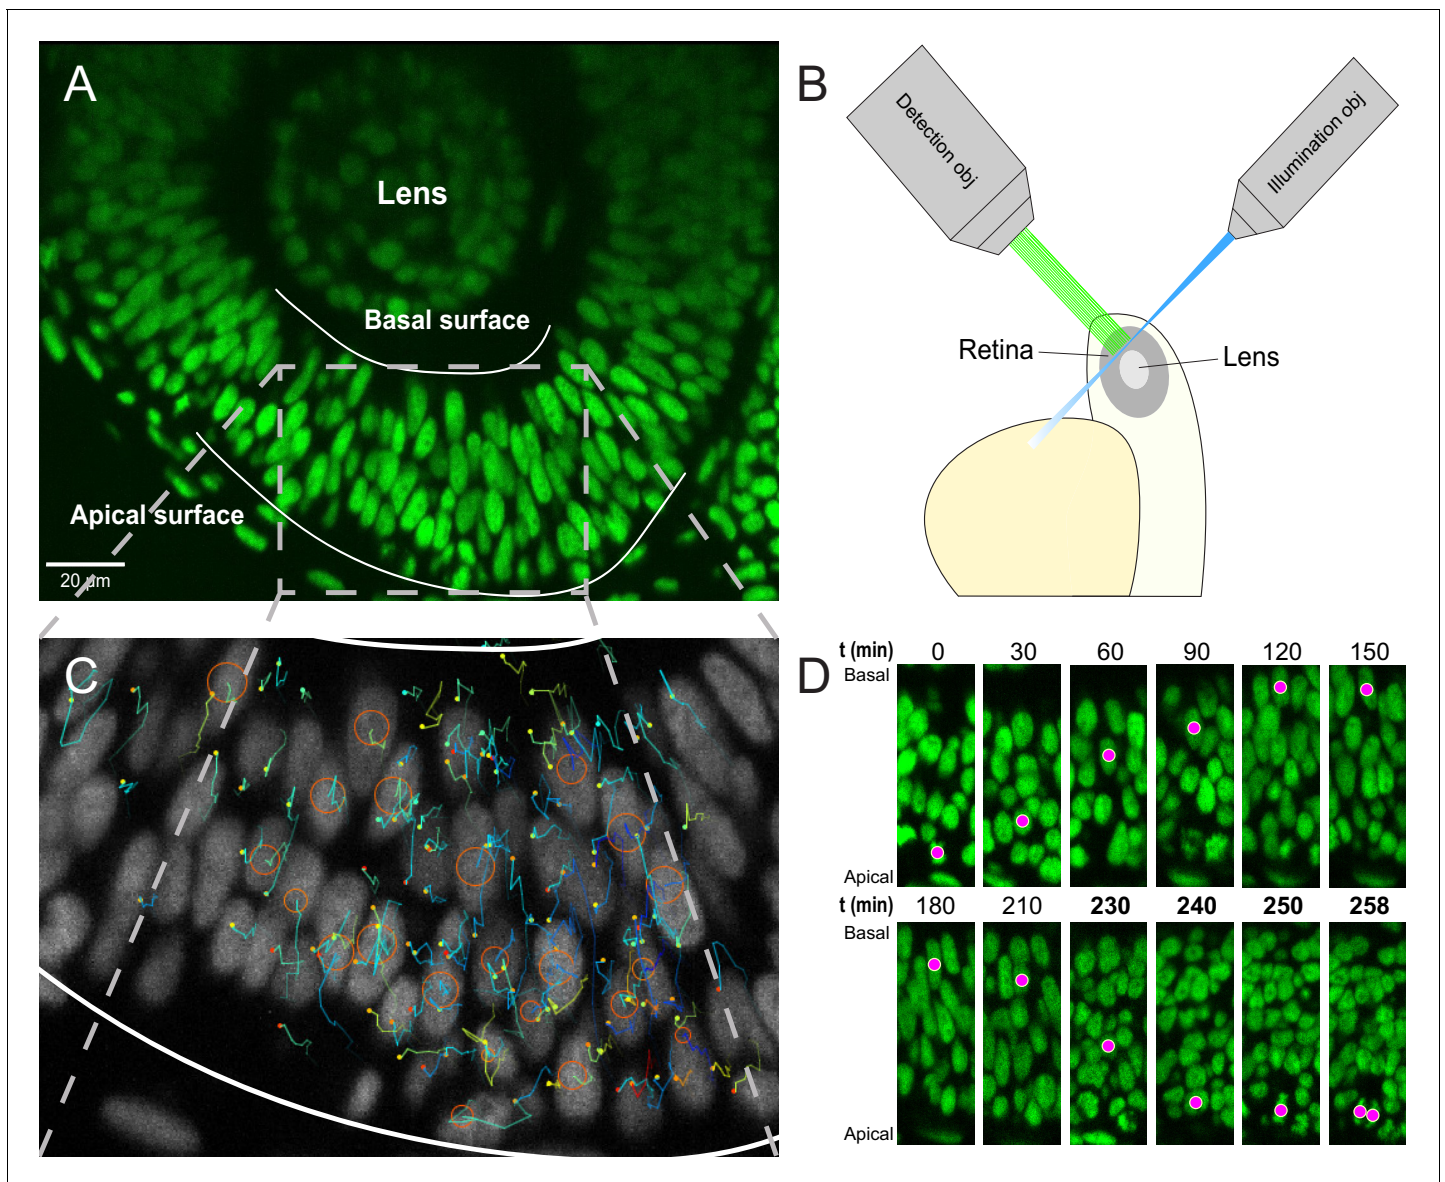 A
Lens
Basal surface
Apical surface
20 µm
B
Detection obj
Illumination obj
Retina
Lens
C
D
t (min) 0 30 60 90 120 150
Basal
Apical
t (min) 180 210 230 240 250 258
Basal
Apical